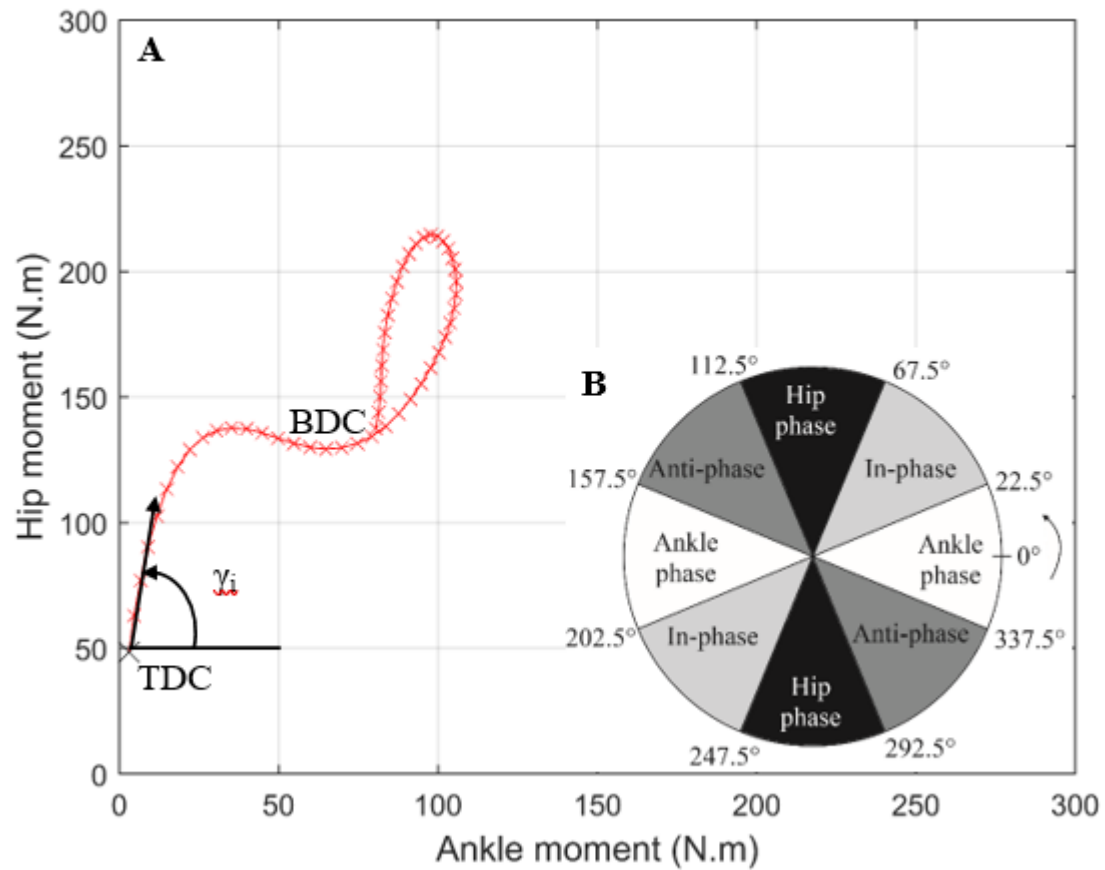 A
300
250
200
150
100
50
0
Hip moment (N.m)
BDC
γi
TDC
0
50
100
150
200
250
300
Ankle moment (N.m)
B
112.5°
67.5°
Hip
phase
157.5°
Anti-phase
In-phase
22.5°
Ankle
phase
Ankle
phase
0°
202.5°
In-phase
Anti-phase
337.5°
Hip
phase
247.5°
292.5°